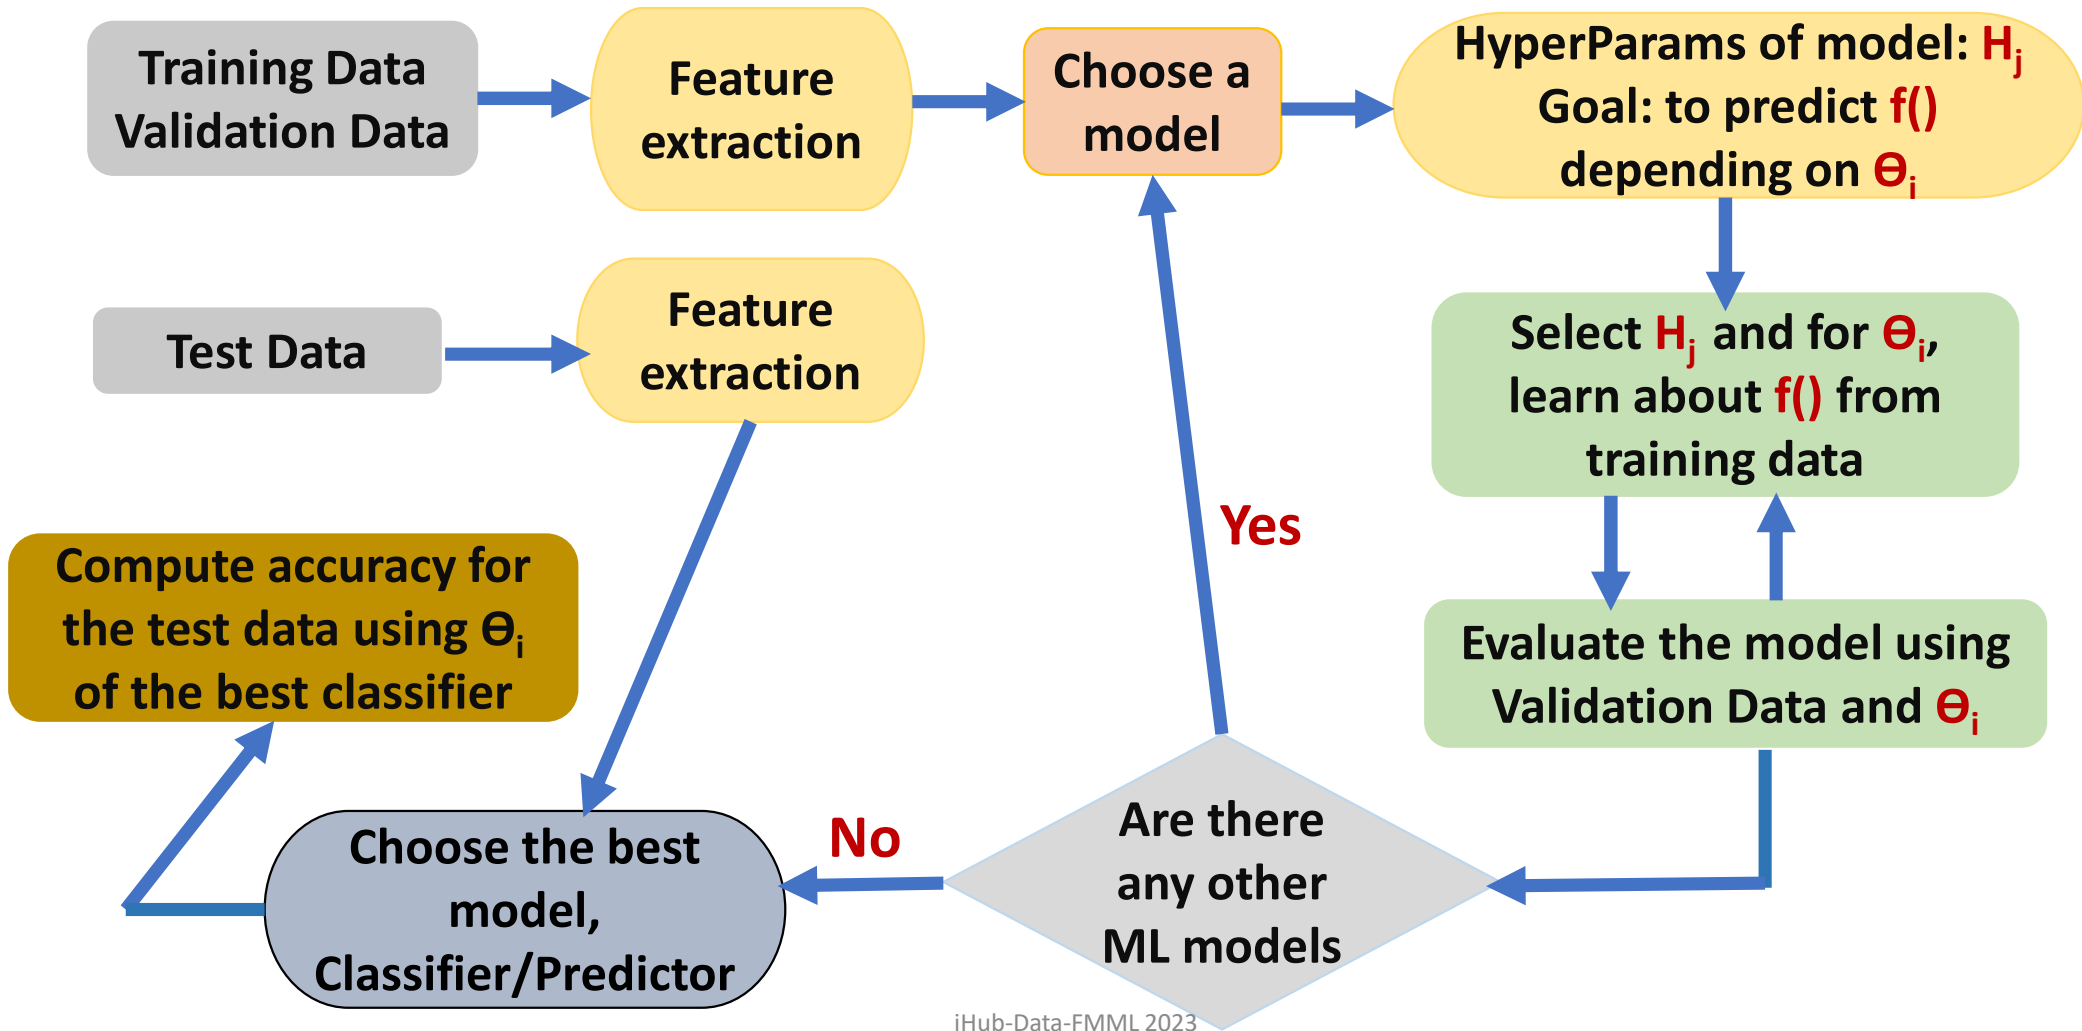 Training Data
Validation Data
Feature
extraction
Choose a
model
HyperParams of model: Hj
Goal: to predict f()
depending on ϴi
Test Data
Feature
extraction
Select Hj and for ϴi,
learn about f() from
training data
Yes
Compute accuracy for
the test data using ϴi
of the best classifier
Evaluate the model using
Validation Data and ϴi
Are there
any other
ML models
No
Choose the best
model,
Classifier/Predictor
iHub-Data-FMML 2023